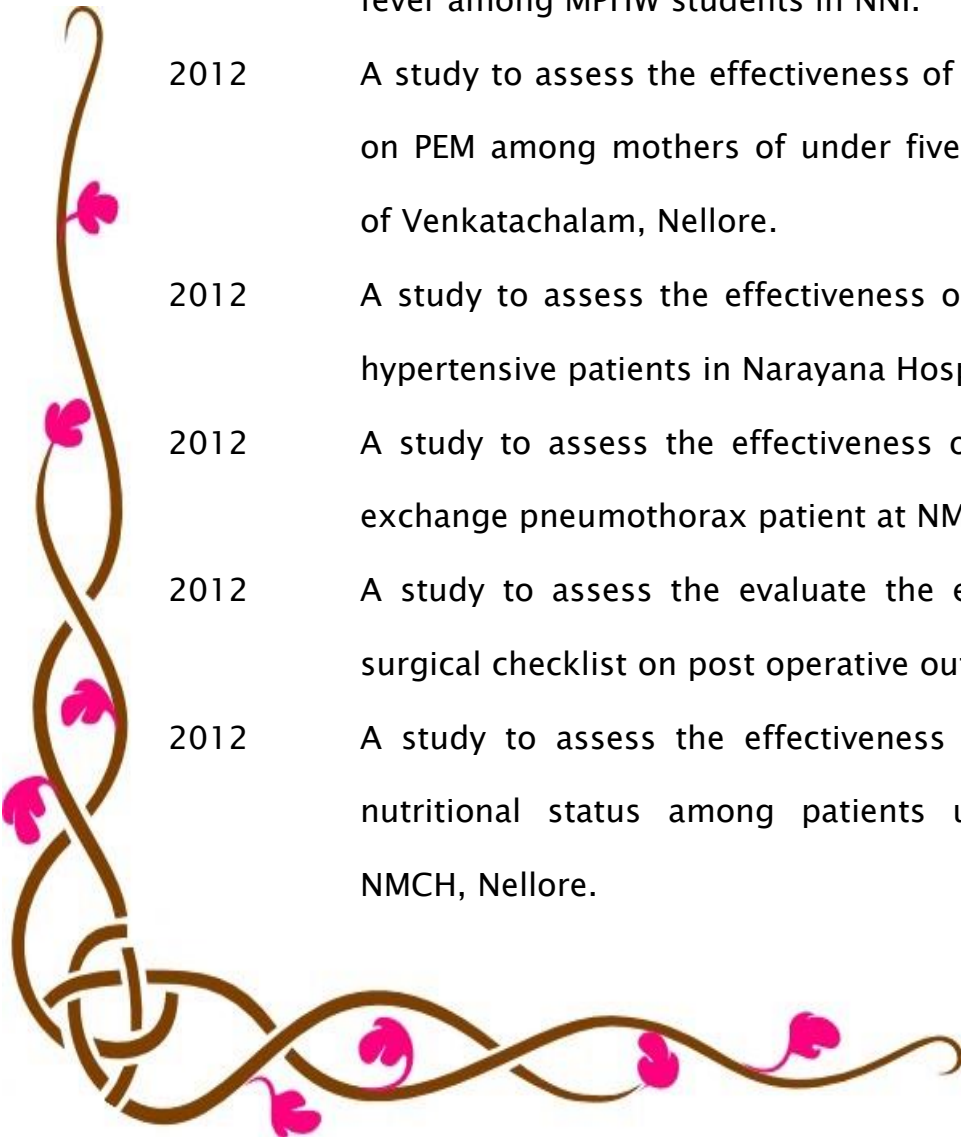 fever among MPHW students in NNI.
2012 A study to assess the effectiveness of
on PEM among mothers of under five
of Venkatachalam, Nellore.
2012 A study to assess the effectiveness o
hypertensive patients in Narayana Hosp
2012 A study to assess the effectiveness o
exchange pneumothorax patient at NM
2012 A study to assess the evaluate the e
surgical checklist on post operative ou
2012 A study to assess the effectiveness
nutritional status among patients u
NMCH, Nellore.